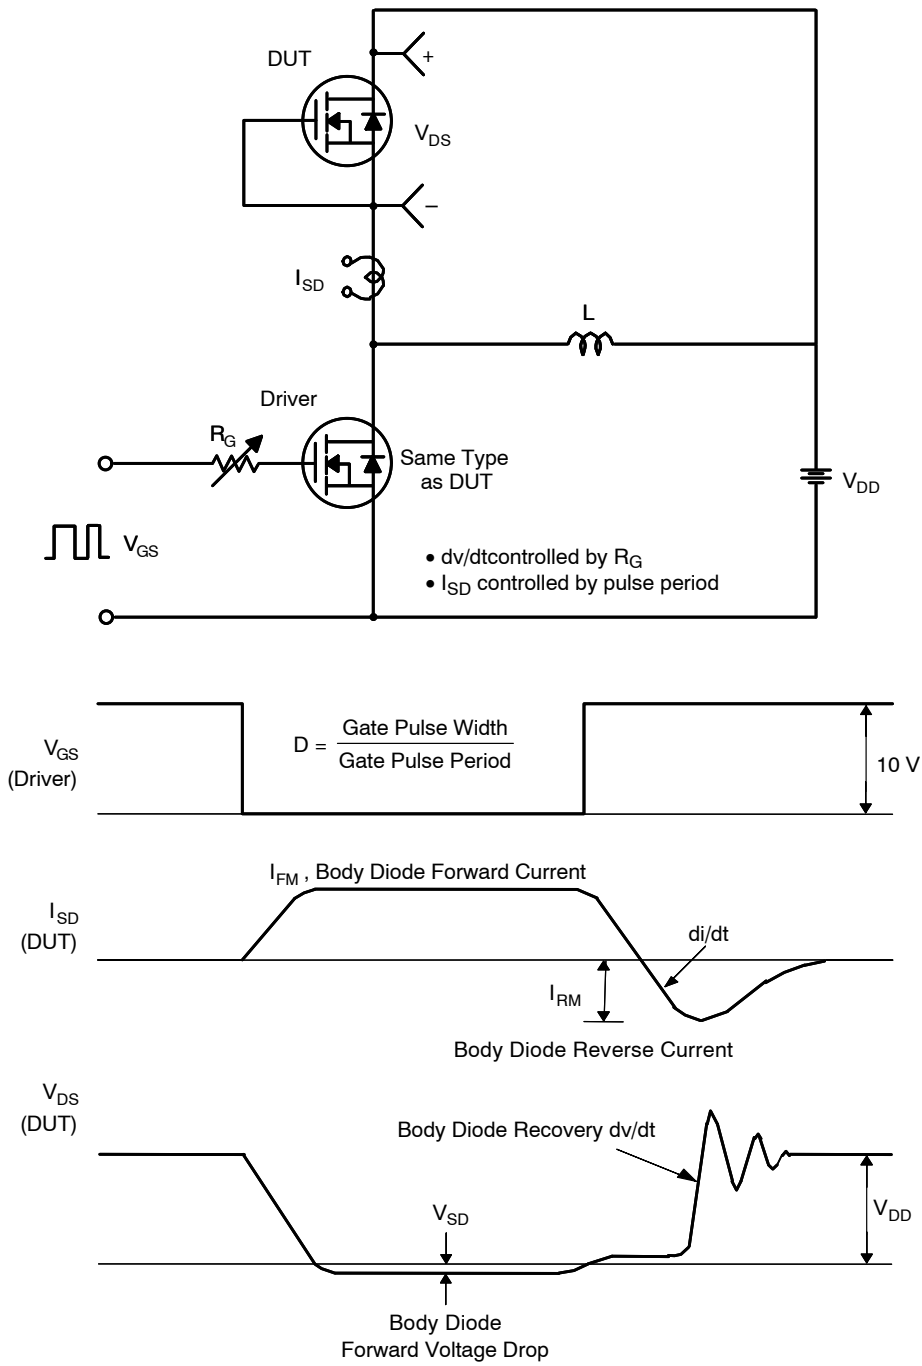 DUT
+
V_DS
−
I_SD
L
Driver
R_G
Same Type
as DUT
V_DD
V_GS
• dv/dtcontrolled by R_G
• I_SD controlled by pulse period
V_GS
(Driver)
D = Gate Pulse Width
Gate Pulse Period
10 V
I_FM , Body Diode Forward Current
I_SD
(DUT)
di/dt
I_RM
Body Diode Reverse Current
V_DS
(DUT)
Body Diode Recovery dv/dt
V_SD
V_DD
Body Diode
Forward Voltage Drop